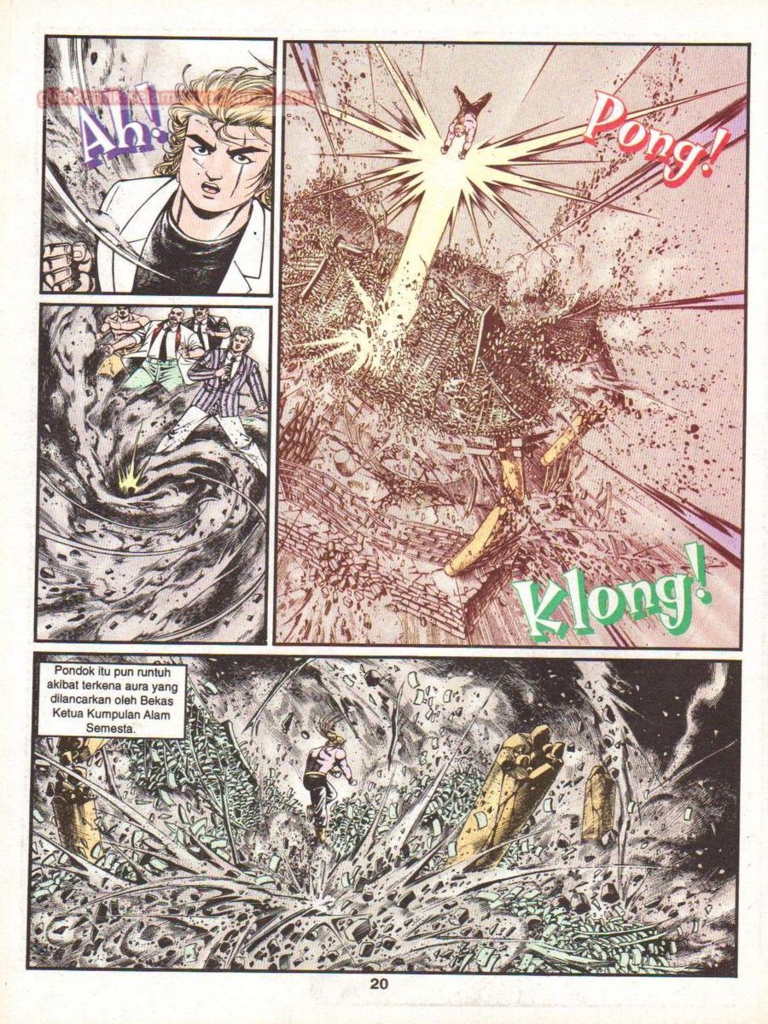 Ah!
Pong!
Klong!
Pondok itu pun runtuh
akibat terkena aura yang
dilancarkan oleh Bekas
Ketua Kumpulan Alam
Semesta.
20